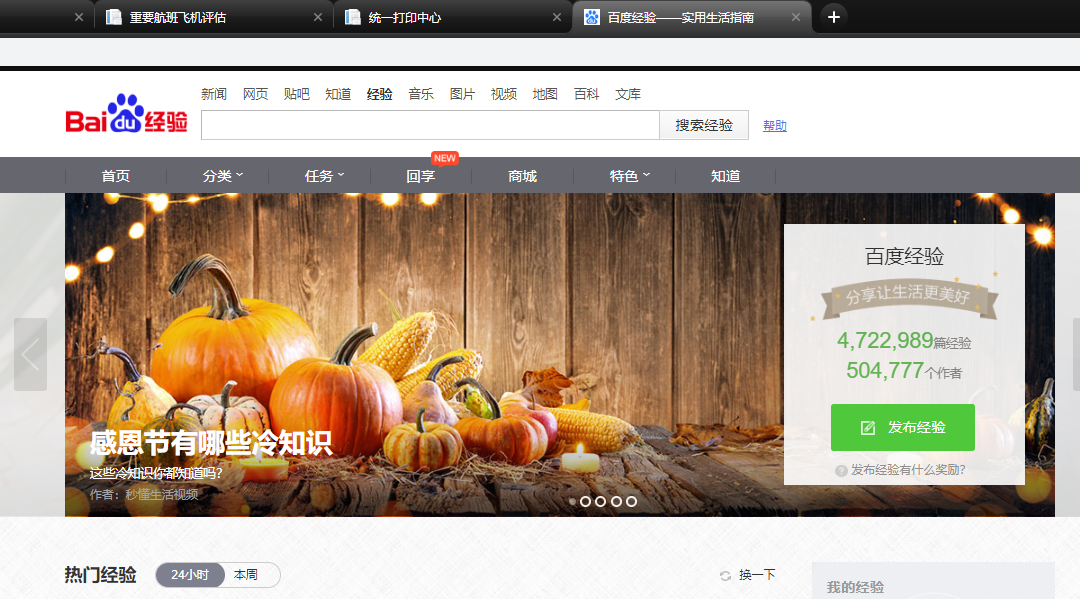 重要航班飞机评估
统一打印中心
百度经验——实用生活指南
新闻 网页 贴吧 知道 经验 音乐 图片 视频 地图 百科 文库
Bai du 经验
搜索经验
帮助
NEW
首页 分类 任务 回享 商城 特色 知道
百度经验
分享让生活更美好
4,722,989篇经验
504,777个作者
发布经验
? 发布经验有什么奖励?
感恩节有哪些冷知识
这些冷知识你都知道吗?
作者: 秒懂生活视频
热门经验 24小时 本周 换一下
我的经验